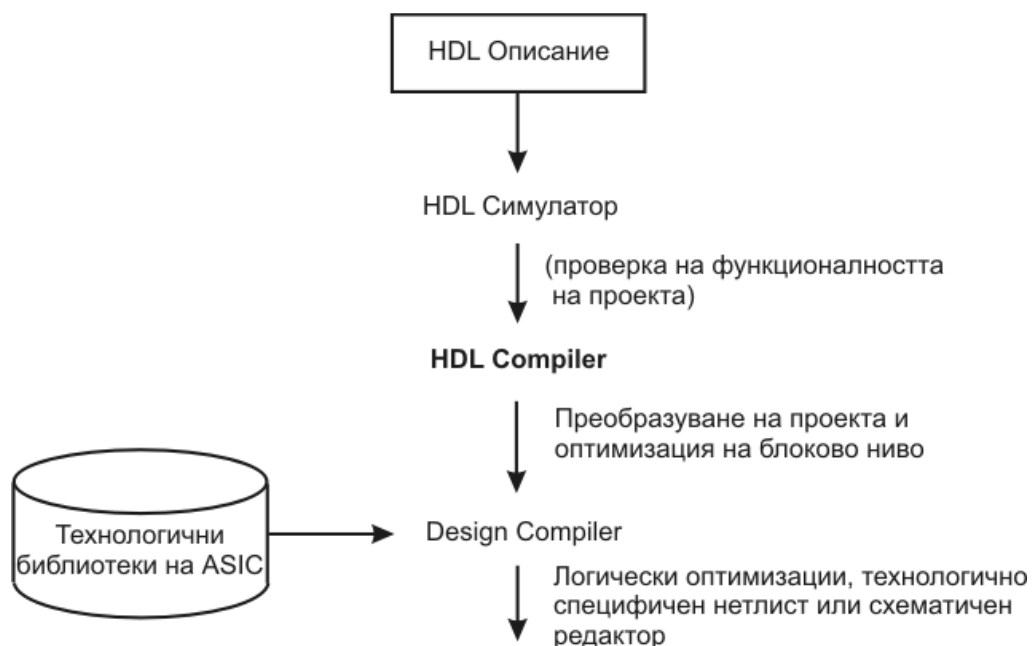 HDL Описание
HDL Симулатор
(проверка на функционалността
на проекта)
HDL Compiler
Преобразуване на проекта и
оптимизация на блоково ниво
Технологични
библиотеки на ASIC
Design Compiler
Логически оптимизации, технологично
специфичен нетлист или схематичен
редактор